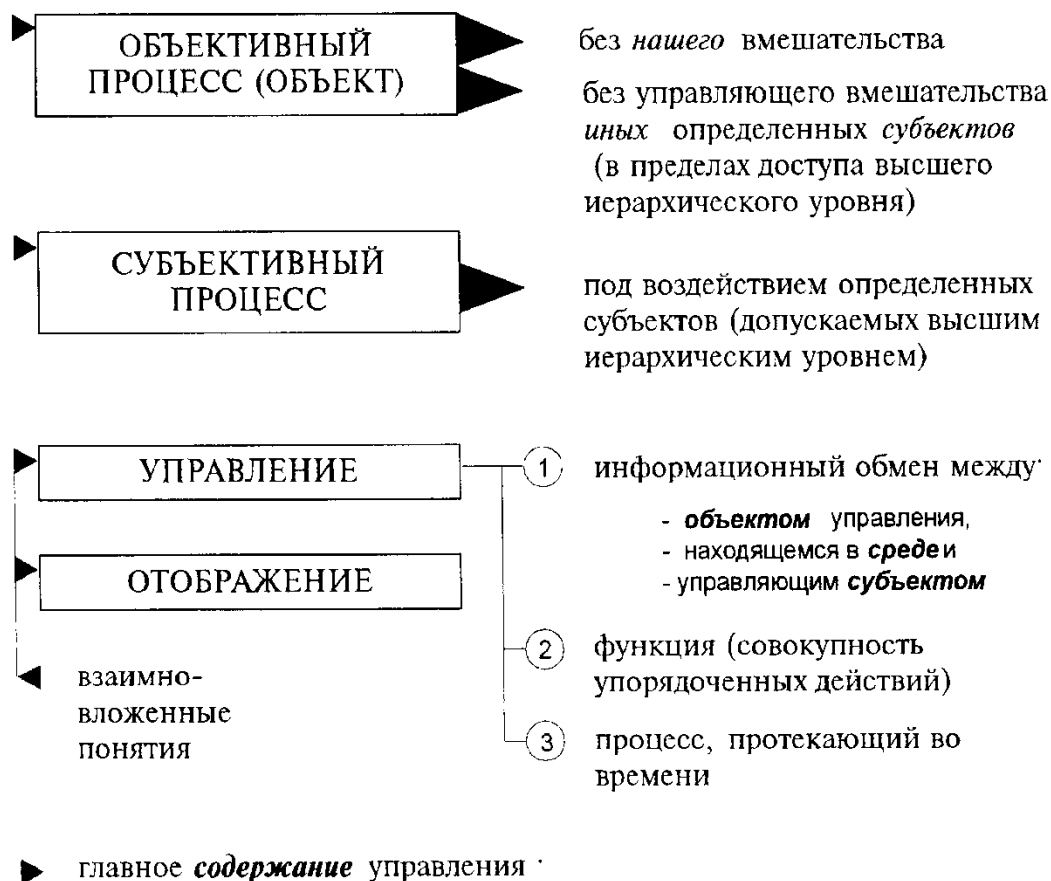 ОБЪЕКТИВНЫЙ
ПРОЦЕСС (ОБЪЕКТ)
без нашего вмешательства
без управляющего вмешательства
иных определенных субъектов
(в пределах доступа высшего
иерархического уровня)
СУБЪЕКТИВНЫЙ
ПРОЦЕСС
под воздействием определенных
субъектов (допускаемых высшим
иерархическим уровнем)
УПРАВЛЕНИЕ
1 информационный обмен между
- объектом управления,
- находящемся в среде и
- управляющим субъектом
ОТОБРАЖЕНИЕ
2 функция (совокупность
упорядоченных действий)
взаимно-
вложенные
понятия
3 процесс, протекающий во
времени
главное содержание управления